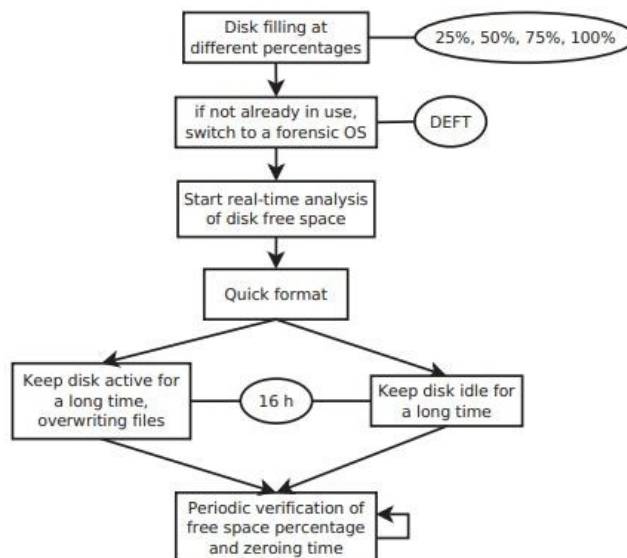 Disk filling at
different percentages
25%, 50%, 75%, 100%
if not already in use,
switch to a forensic OS
DEFT
Start real-time analysis
of disk free space
Quick format
Keep disk active for
a long time,
overwriting files
16 h
Keep disk idle for
a long time
Periodic verification of
free space percentage
and zeroing time